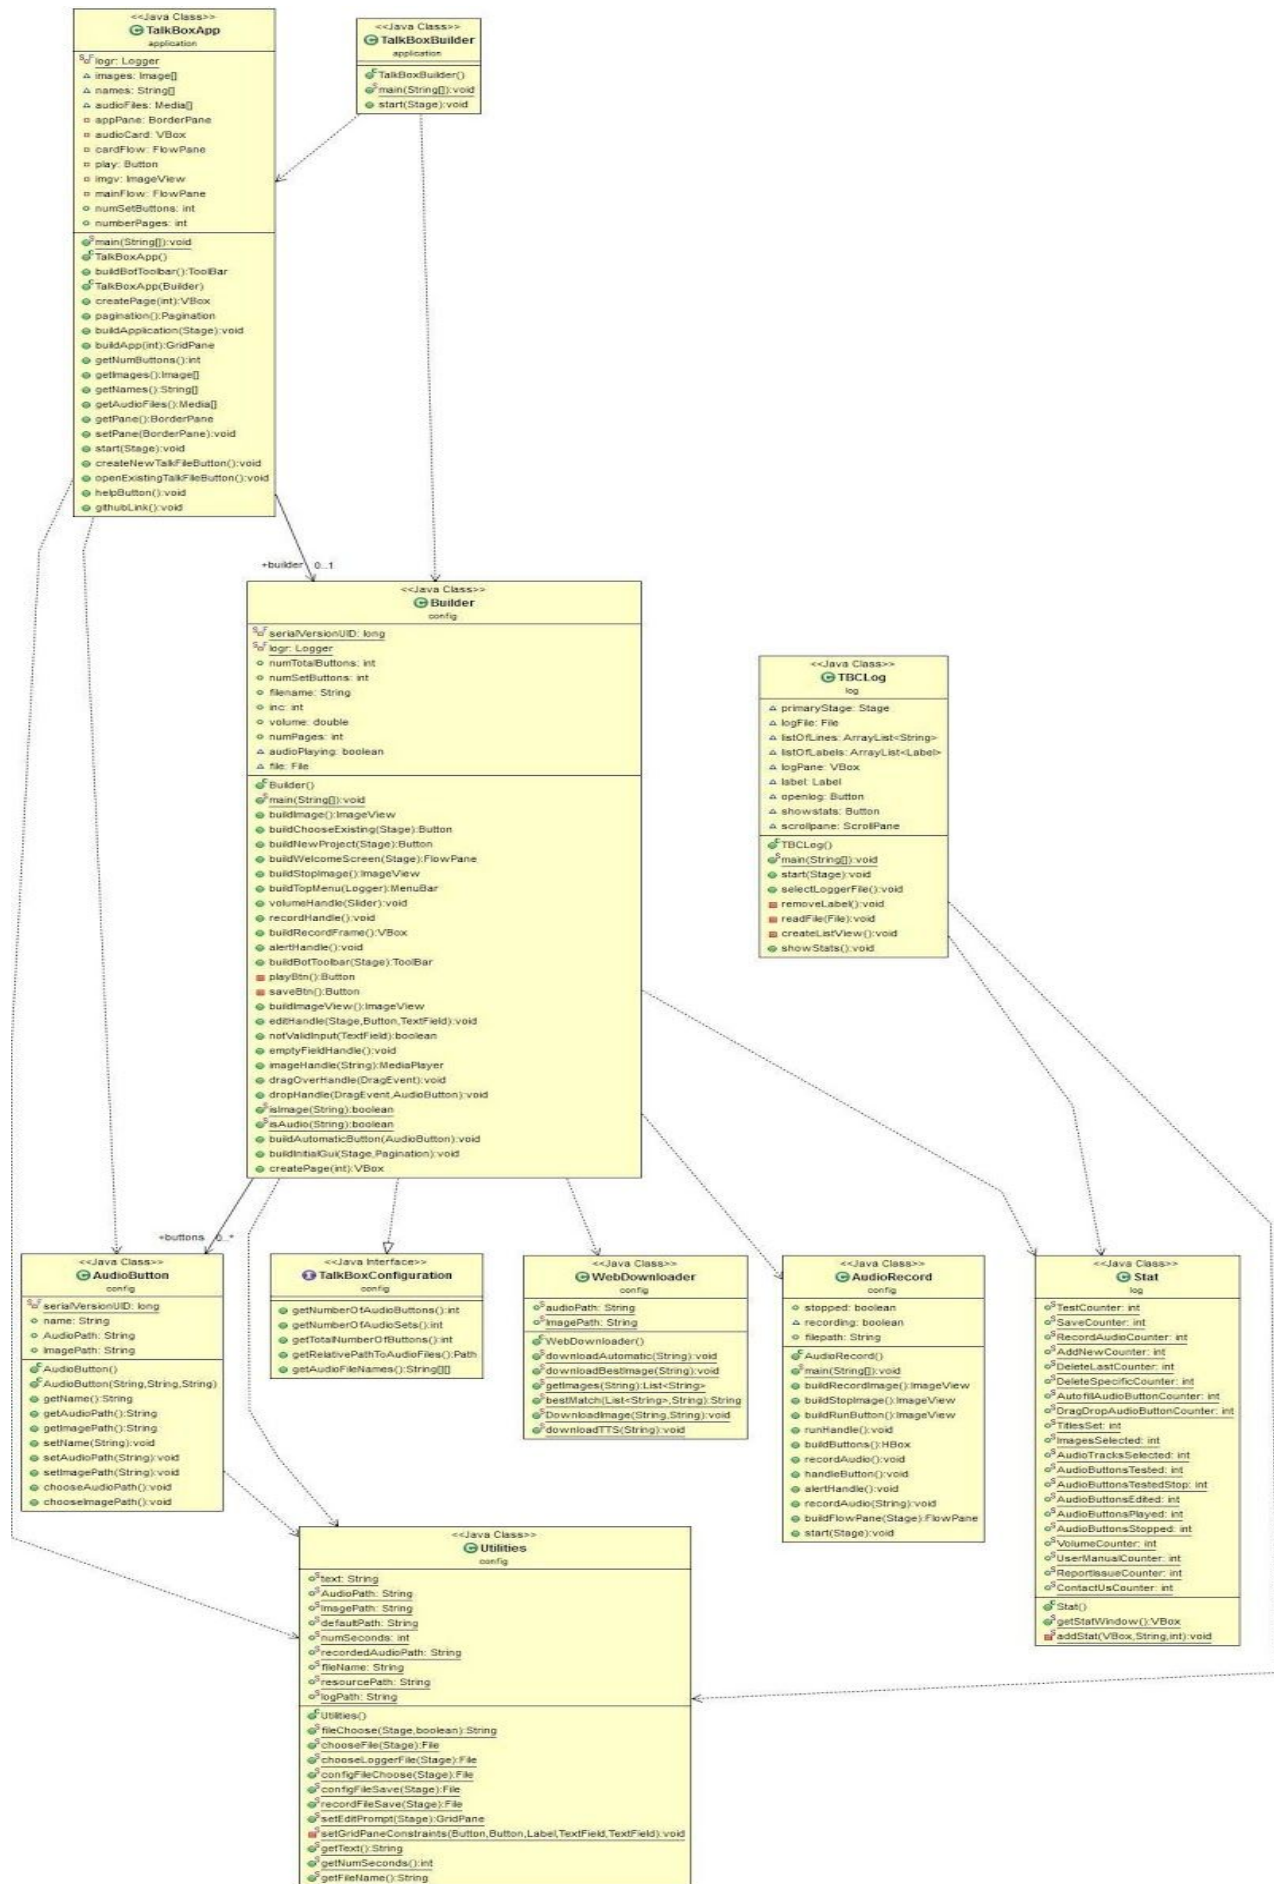 <<Java Class>>
TalkBoxApp
application
logr: Logger
images: Image[]
names: String[]
audioFiles: Media[]
appPane: BorderPane
audioCard: VBox
cardFlow: FlowPane
play: Button
imgv: ImageView
mainFlow: FlowPane
numSetButtons: int
numberPages: int
main(String[]):void
TalkBoxApp()
buildBotToolbar():ToolBar
TalkBoxApp(Builder)
createPage(int):VBox
pagination():Pagination
buildApplication(Stage):void
buildApp(int):GridPane
getNumButtons():int
getImages():Image[]
getNames():String[]
getAudioFiles():Media[]
getPane():BorderPane
setPane(BorderPane):void
start(Stage):void
createNewTalkFileButton():void
openExistingTalkFileButton():void
helpButton():void
githubLink():void
<<Java Class>>
TalkBoxBuilder
application
TalkBoxBuilder()
main(String[]):void
start(Stage):void
+builder 0..1
<<Java Class>>
Builder
config
serialVersionUID: long
logr: Logger
numTotalButtons: int
numSetButtons: int
filename: String
inc: int
volume: double
numPages: int
audioPlaying: boolean
file: File
Builder()
main(String[]):void
buildImage():ImageView
buildChooseExisting(Stage):Button
buildNewProject(Stage):Button
buildWelcomeScreen(Stage):FlowPane
buildStopImage():ImageView
buildTopMenu(Logger):MenuBar
volumeHandle(Slider):void
recordHandle():void
buildRecordFrame():VBox
alertHandle():void
buildBotToolbar(Stage):ToolBar
playBtn():Button
saveBtn():Button
buildImageView():ImageView
editHandle(Stage,Button,TextField):void
notValidInput(TextField):boolean
emptyFieldHandle():void
imageHandle(String):MediaPlayer
dragOverHandle(DragEvent):void
dropHandle(DragEvent,AudioButton):void
isImage(String):boolean
isAudio(String):boolean
buildAutomaticButton(AudioButton):void
buildInitialGui(Stage,Pagination):void
createPage(int):VBox
<<Java Class>>
TBCLog
log
primaryStage: Stage
logFile: File
listOfLines: ArrayList<String>
listOfLabels: ArrayList<Label>
logPane: VBox
label: Label
openlog: Button
showstats: Button
scrollpane: ScrollPane
TBCLog()
main(String[]):void
start(Stage):void
selectLoggerFile():void
removeLabel():void
readFile(File):void
createListView():void
showStats():void
+buttons 0..*
<<Java Class>>
AudioButton
config
serialVersionUID: long
name: String
AudioPath: String
ImagePath: String
AudioButton()
AudioButton(String,String,String)
getName():String
getAudioPath():String
getImagePath():String
setName(String):void
setAudioPath(String):void
setImagePath(String):void
chooseAudioPath():void
chooseImagePath():void
<<Java Interface>>
TalkBoxConfiguration
config
getNumberOfAudioButtons():int
getNumberOfAudioSets():int
getTotalNumberOfButtons():int
getRelativePathToAudioFiles():Path
getAudioFileNames():String[][]
<<Java Class>>
WebDownloader
config
audioPath: String
ImagePath: String
WebDownloader()
downloadAutomatic(String):void
downloadBestImage(String):void
getImages(String):List<String>
bestMatch(List<String>,String):String
DownloadImage(String,String):void
downloadTTS(String):void
<<Java Class>>
AudioRecord
config
stopped: boolean
recording: boolean
filepath: String
AudioRecord()
main(String[]):void
buildRecordImage():ImageView
buildStopImage():ImageView
buildRunButton():ImageView
runHandle():void
buildButtons():HBox
recordAudio():void
handleButton():void
alertHandle():void
recordAudio(String):void
buildFlowPane(Stage):FlowPane
start(Stage):void
<<Java Class>>
Stat
log
TestCounter: int
SaveCounter: int
RecordAudioCounter: int
AddNewCounter: int
DeleteLastCounter: int
DeleteSpecificCounter: int
AutofillAudioButtonCounter: int
DragDropAudioButtonCounter: int
TitlesSet: int
ImagesSelected: int
AudioTracksSelected: int
AudioButtonsTested: int
AudioButtonsTestedStop: int
AudioButtonsEdited: int
AudioButtonsPlayed: int
AudioButtonsStopped: int
VolumeCounter: int
UserManualCounter: int
ReportIssueCounter: int
ContactUsCounter: int
Stat()
getStatWindow():VBox
addStat(VBox,String,int):void
<<Java Class>>
Utilities
config
text: String
AudioPath: String
ImagePath: String
defaultPath: String
numSeconds: int
recordedAudioPath: String
fileName: String
resourcePath: String
logPath: String
Utilities()
fileChoose(Stage,boolean):String
chooseFile(Stage):File
chooseLoggerFile(Stage):File
configFileChoose(Stage):File
configFileSave(Stage):File
recordFileSave(Stage):File
setEditPrompt(Stage):GridPane
setGridPaneConstraints(Button,Button,Label,TextField,TextField):void
getText():String
getNumSeconds():int
getFileName():String